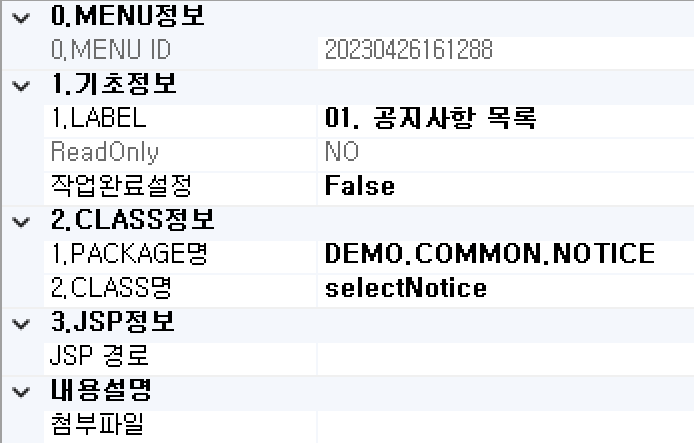 0.MENU정보
0.MENU ID 20230426161288
1.기초정보
1.LABEL 01. 공지사항 목록
ReadOnly NO
작업완료설정 False
2.CLASS정보
1.PACKAGE명 DEMO.COMMON.NOTICE
2.CLASS명 selectNotice
3.JSP정보
JSP 경로
내용설명
첨부파일